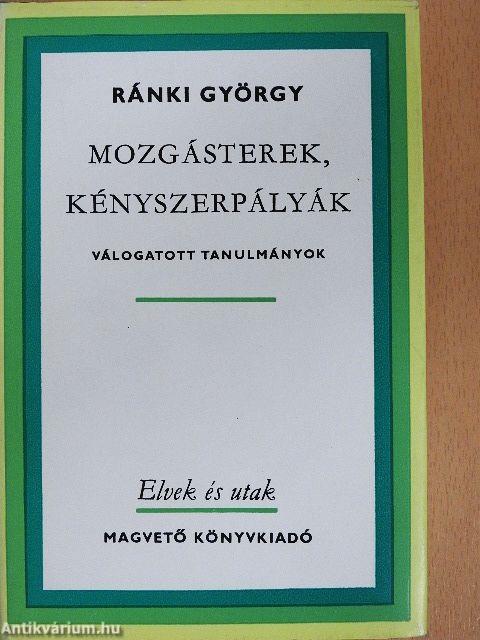 RÁNKI GYÖRGY
MOZGÁSTEREK,
KÉNYSZERPÁLYÁK
VÁLOGATOTT TANULMÁNYOK
Elvek és utak
MAGVETŐ KÖNYVKIADÓ
Antikvárium.hu